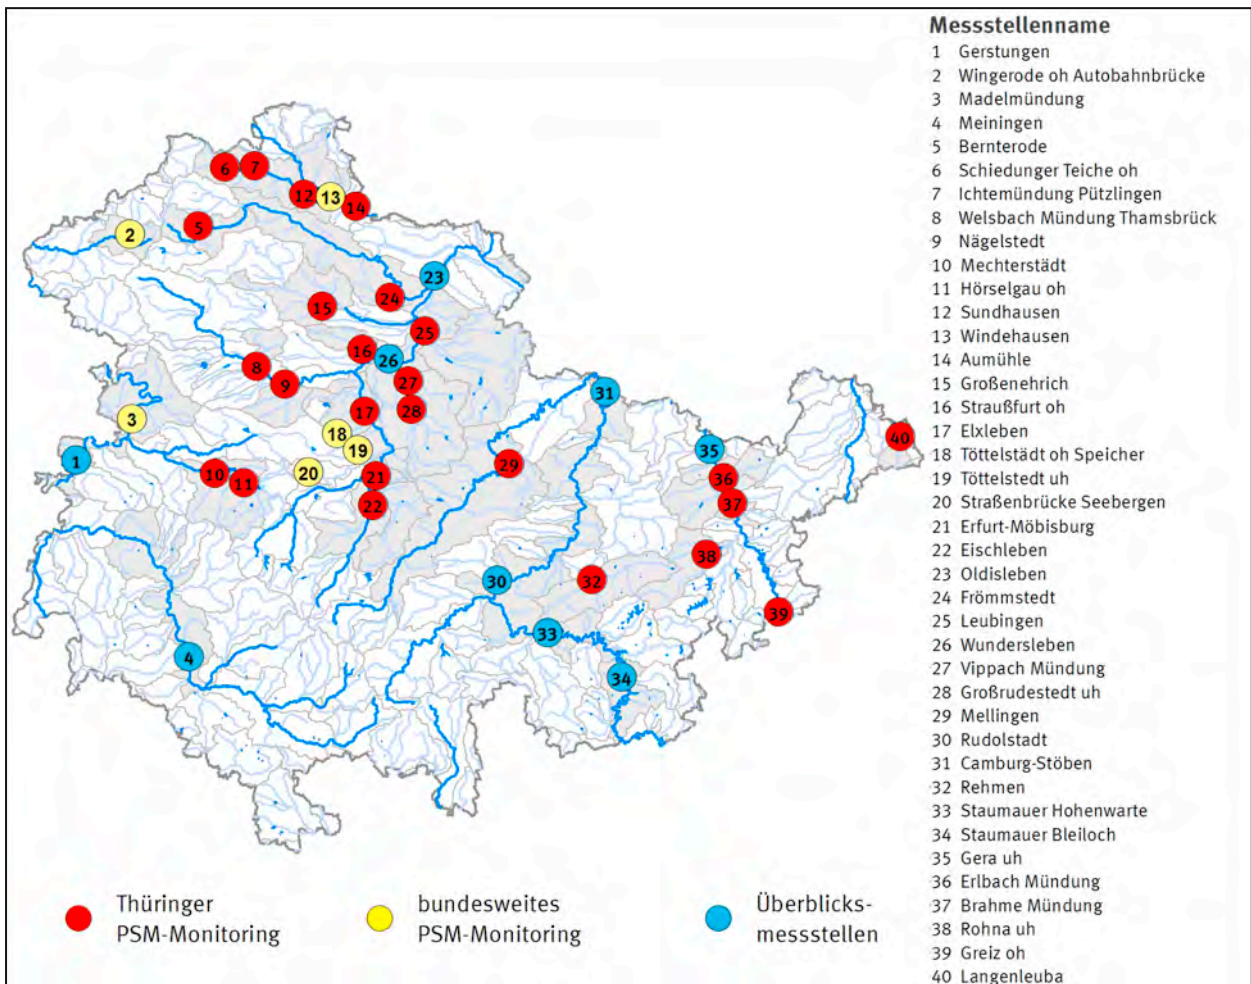 Messstellenname
1 Gerstungen
2 Wingerode oh Autobahnbrücke
3 Madelmündung
4 Meiningen
5 Bernterode
6 Schiedunger Teiche oh
7 Ichtemündung Pützlingen
8 Welsbach Mündung Thamsbrück
9 Nägelstedt
10 Mechterstädt
11 Hörselgau oh
12 Sundhausen
13 Windehausen
14 Aumühle
15 Großenehrich
16 Straußfurt oh
17 Elxleben
18 Töttelstädt oh Speicher
19 Töttelstedt uh
20 Straßenbrücke Seebergen
21 Erfurt-Möbisburg
22 Eischleben
23 Oldisleben
24 Frömmstedt
25 Leubingen
26 Wundersleben
27 Vippach Mündung
28 Großrudestedt uh
29 Mellingen
30 Rudolstadt
31 Camburg-Stöben
32 Rehmen
33 Staumauer Hohenwarte
34 Staumauer Bleiloch
35 Gera uh
36 Erlbach Mündung
37 Brahme Mündung
38 Rohna uh
39 Greiz oh
40 Langenleuba
6
7
12
13
14
5
2
23
24
15
25
16
26
8
27
9
31
17
28
3
18
40
19
35
1
29
20
10
21
36
11
37
22
38
30
32
39
33
4
34
Thüringer
PSM-Monitoring
bundesweites
PSM-Monitoring
Überblicks-
messstellen